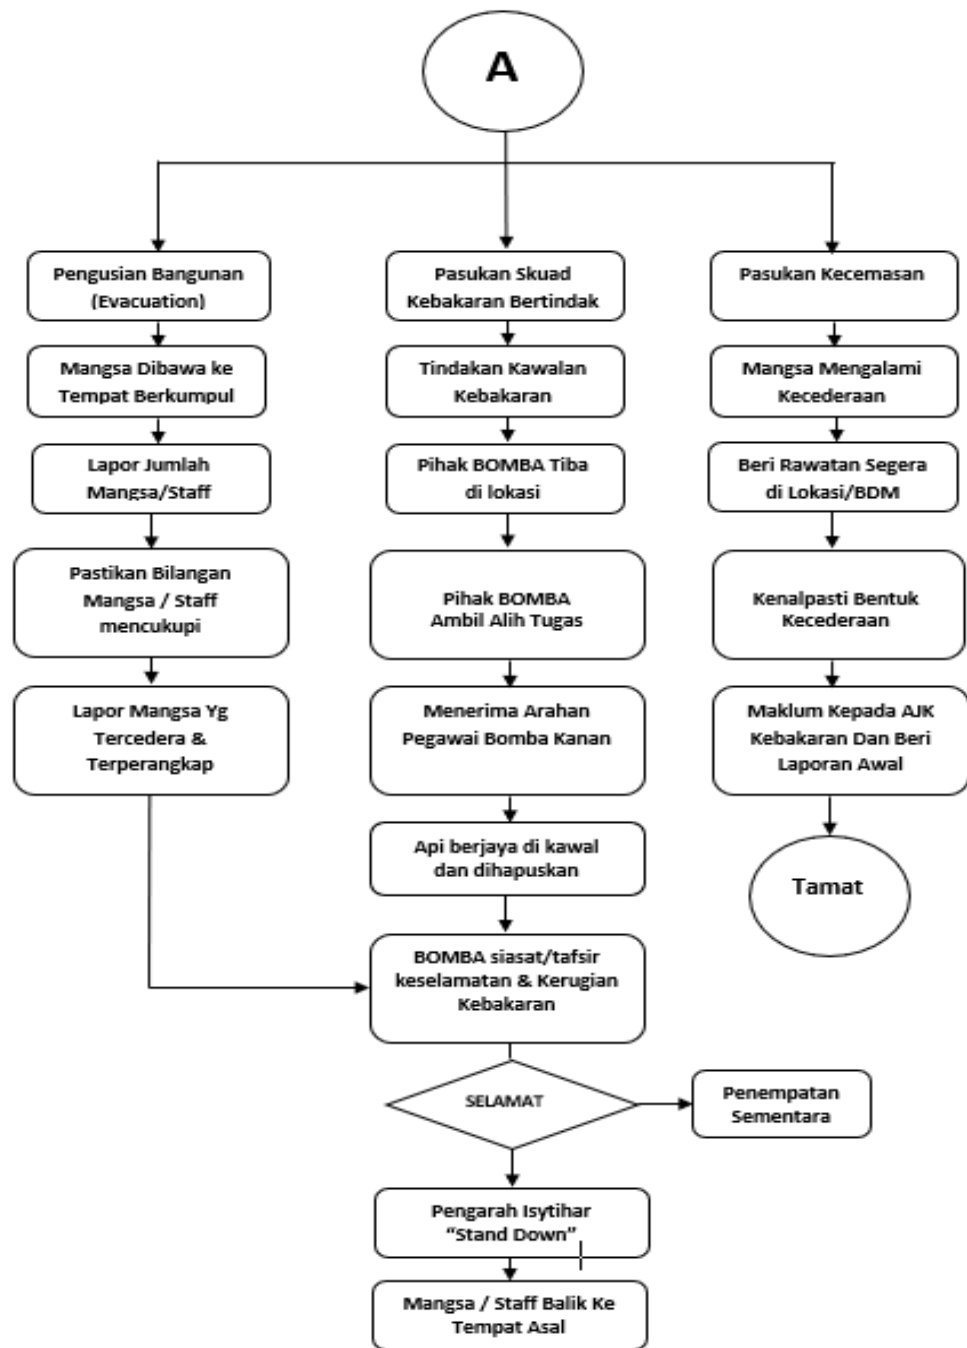 A
Pengusian Bangunan
(Evacuation)
Mangsa Dibawa ke
Tempat Berkumpul
Lapor Jumlah
Mangsa/Staff
Pastikan Bilangan
Mangsa / Staff
mencukupi
Lapor Mangsa Yg
Tercedera &
Terperangkap
Pasukan Skuad
Kebakaran Bertindak
Tindakan Kawalan
Kebakaran
Pihak BOMBA Tiba
di lokasi
Pihak BOMBA
Ambil Alih Tugas
Menerima Arahan
Pegawai Bomba Kanan
Api berjaya di kawal
dan dihapuskan
BOMBA siasat/tafsir
keselamatan & Kerugian
Kebakaran
SELAMAT
Penempatan
Sementara
Pengarah Isytihar
“Stand Down”
Mangsa / Staff Balik Ke
Tempat Asal
Pasukan Kecemasan
Mangsa Mengalami
Kecederaan
Beri Rawatan Segera
di Lokasi/BDM
Kenalpasti Bentuk
Kecederaan
Maklum Kepada AJK
Kebakaran Dan Beri
Laporan Awal
Tamat